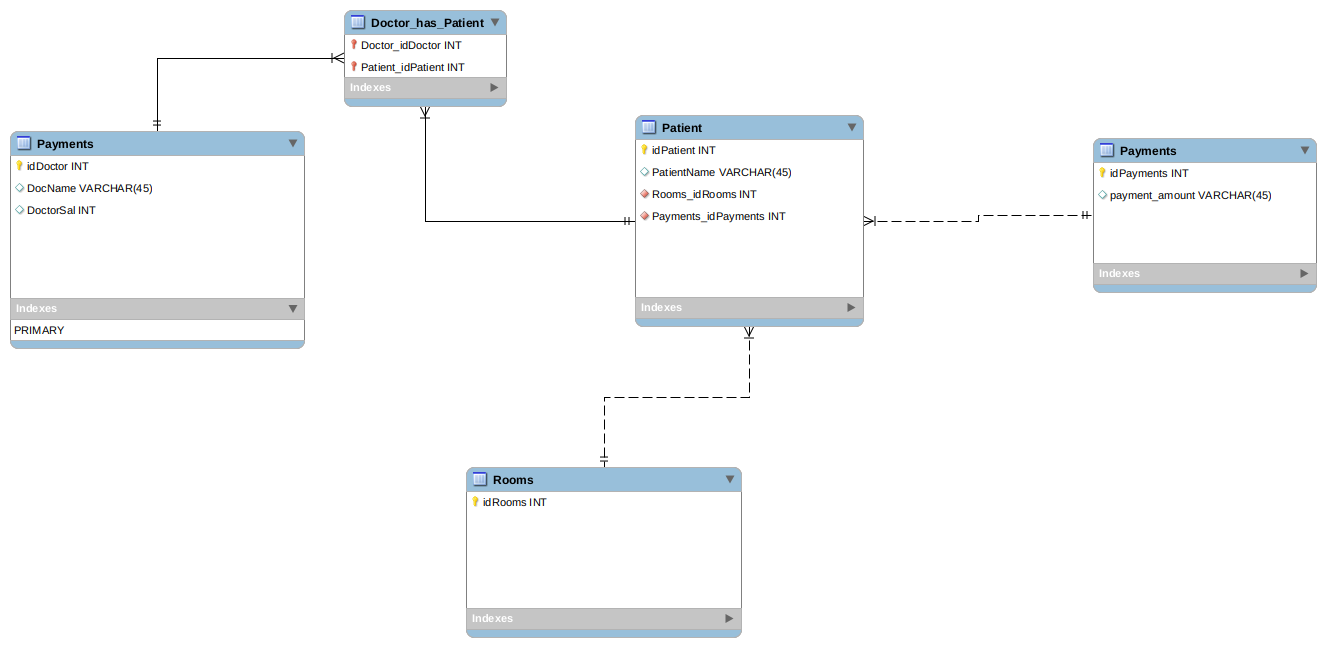 Doctor_has_Patient
Doctor_idDoctor INT
Patient_idPatient INT
Indexes
Payments
idDoctor INT
DocName VARCHAR(45)
DoctorSal INT
Indexes
PRIMARY
Patient
idPatient INT
PatientName VARCHAR(45)
Rooms_idRooms INT
Payments_idPayments INT
Indexes
Payments
idPayments INT
payment_amount VARCHAR(45)
Indexes
Rooms
idRooms INT
Indexes